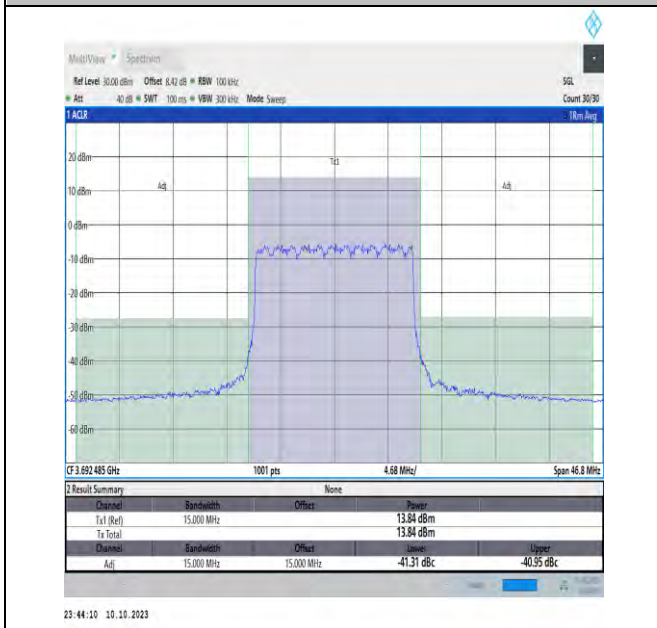 MultiView Spectrum
Ref Level 30.00 dBm Offset 8.42 dB RBW 100 kHz SGL
Att 40 dB SWT 100 ms VBW 300 kHz Mode Sweep Count 30/30
1 ACLR 1Rm Avg
20 dBm
Tx1
10 dBm Adj Adj
0 dBm
-10 dBm
-20 dBm
-30 dBm
-40 dBm
-50 dBm
-60 dBm
CF 3.692 485 GHz 1001 pts 4.68 MHz/ Span 46.8 MHz
2 Result Summary None
Channel Bandwidth Offset Power
Tx1 (Ref) 15.000 MHz 13.84 dBm
Tx Total 13.84 dBm
Channel Bandwidth Offset Lower Upper
Adj 15.000 MHz 15.000 MHz -41.31 dBc -40.95 dBc
23:44:10 10.10.2023